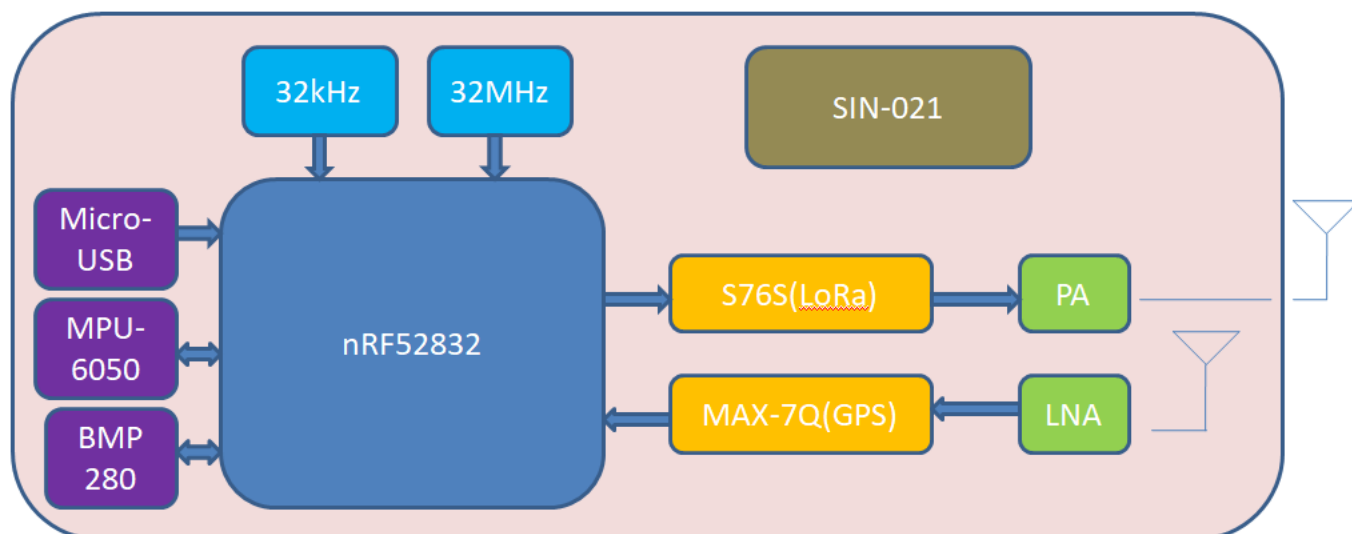 32kHz
32MHz
SIN-021
Micro-
USB
MPU-
6050
BMP
280
nRF52832
S76S(LoRa)
PA
MAX-7Q(GPS)
LNA